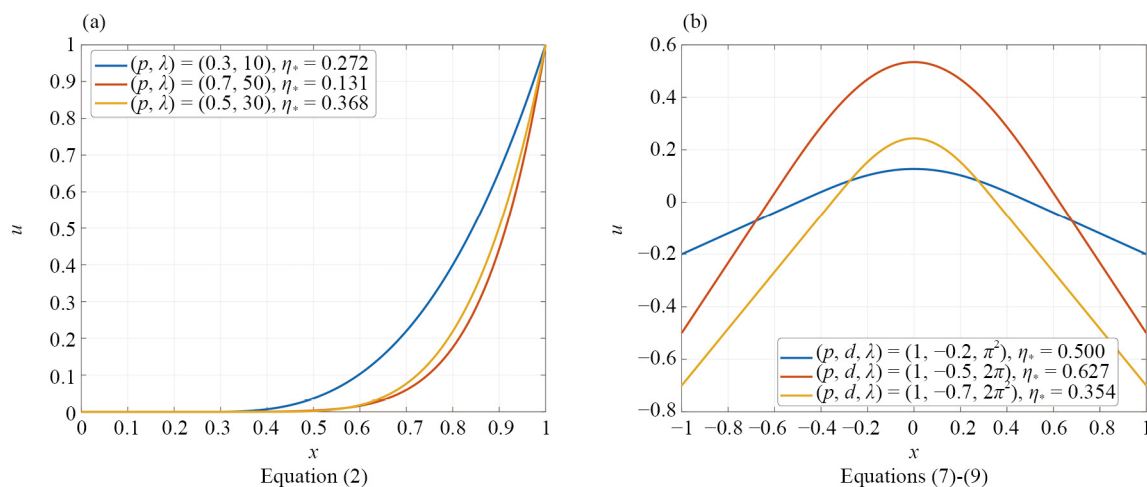 (a)
1
0.9
0.8
0.7
0.6
0.5
0.4
0.3
0.2
0.1
0
u
(p, λ) = (0.3, 10), η* = 0.272
(p, λ) = (0.7, 50), η* = 0.131
(p, λ) = (0.5, 30), η* = 0.368
0 0.1 0.2 0.3 0.4 0.5 0.6 0.7 0.8 0.9 1
x
Equation (2)
(b)
0.6
0.4
0.2
0
−0.2
−0.4
−0.6
−0.8
u
(p, d, λ) = (1, −0.2, π²), η* = 0.500
(p, d, λ) = (1, −0.5, 2π), η* = 0.627
(p, d, λ) = (1, −0.7, 2π²), η* = 0.354
−1 −0.8 −0.6 −0.4 −0.2 0 0.2 0.4 0.6 0.8 1
x
Equations (7)-(9)